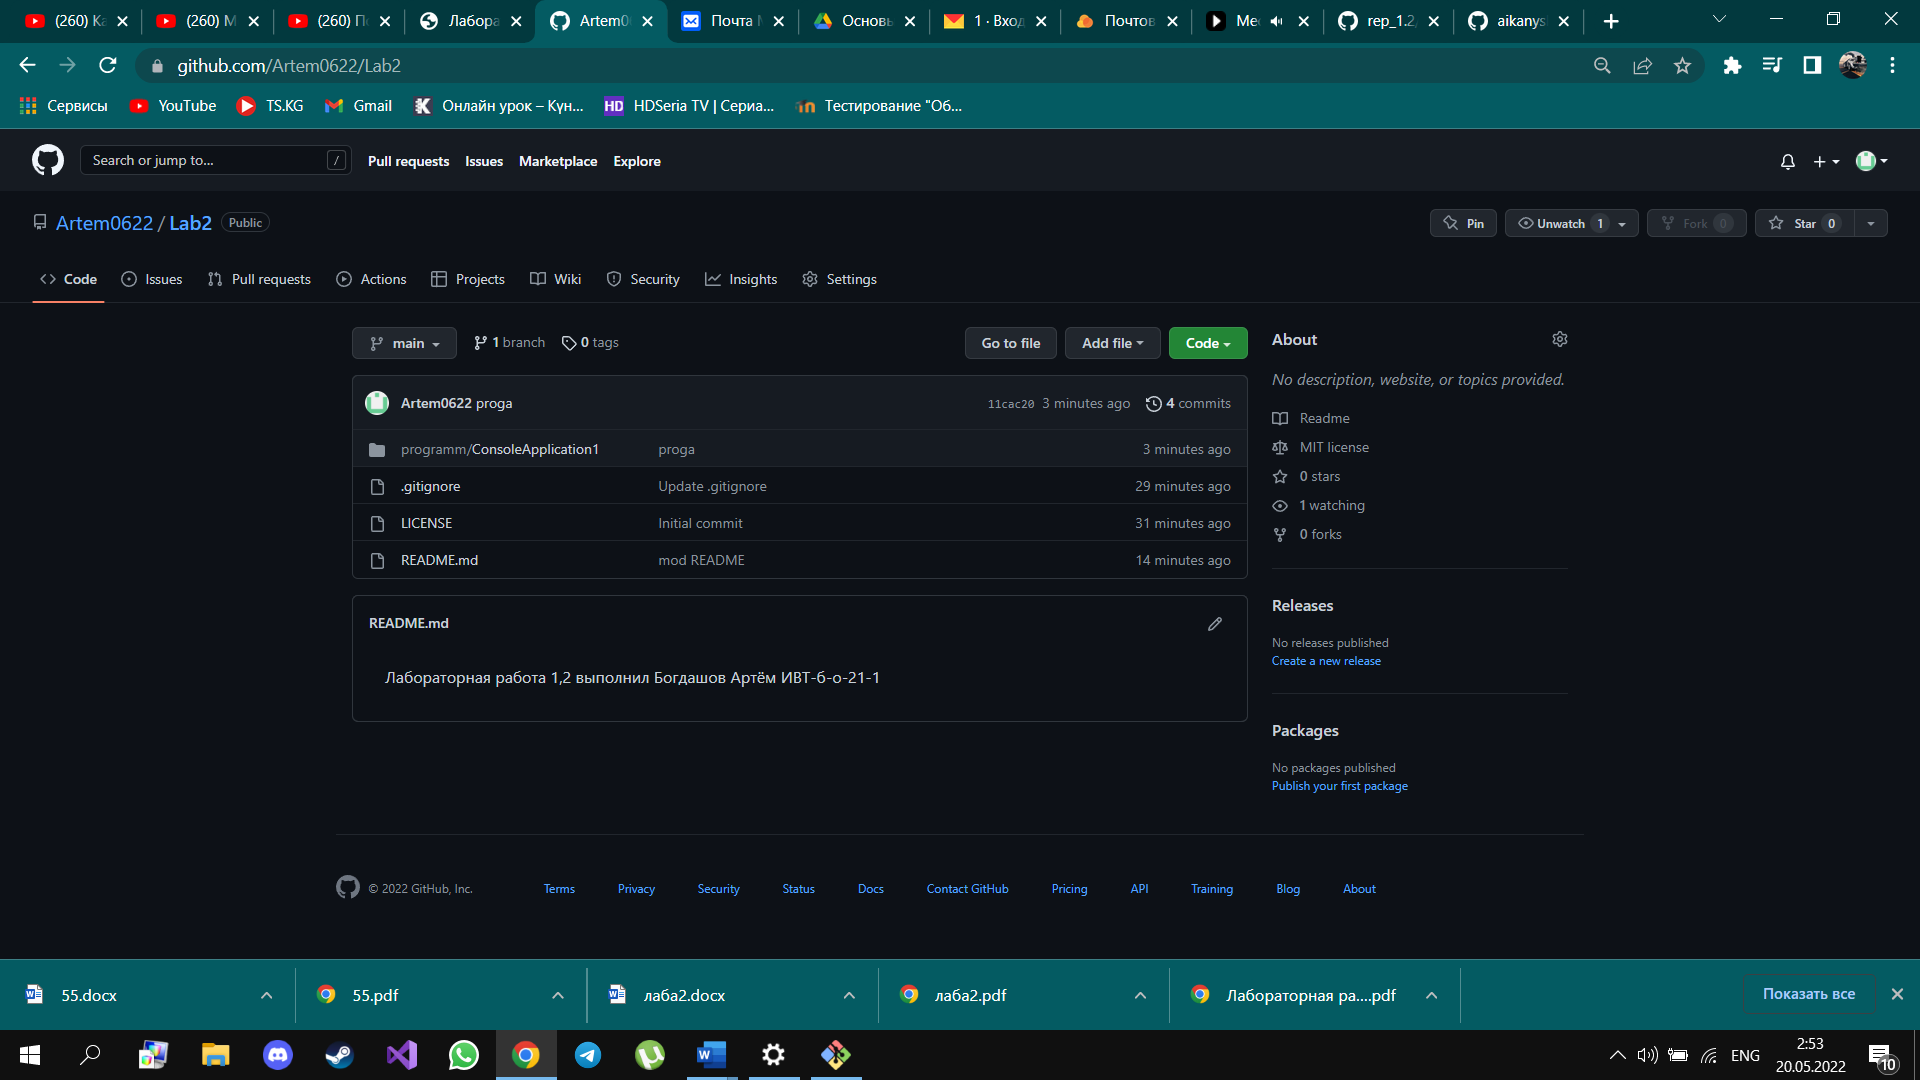 (260) Ка
(260) М
(260) По
Лабора
Artem0
Почта
Основы
1 · Вход
Почтов
Мес
rep_1.2
aikanys
github.com/Artem0622/Lab2
Сервисы
YouTube
TS.KG
Gmail
Онлайн урок – Күн...
HD
HDSeria TV | Сериа...
Тестирование "Об...
Search or jump to...
/
Pull requests
Issues
Marketplace
Explore
Artem0622 / Lab2
Public
Pin
Unwatch 1
Fork 0
Star 0
Code
Issues
Pull requests
Actions
Projects
Wiki
Security
Insights
Settings
main
1 branch
0 tags
Go to file
Add file
Code
Artem0622 proga
11cac20 3 minutes ago
4 commits
programm/ConsoleApplication1
proga
3 minutes ago
.gitignore
Update .gitignore
29 minutes ago
LICENSE
Initial commit
31 minutes ago
README.md
mod README
14 minutes ago
README.md
Лабораторная работа 1,2 выполнил Богдашов Артём ИВТ-б-о-21-1
About
No description, website, or topics provided.
Readme
MIT license
0 stars
1 watching
0 forks
Releases
No releases published
Create a new release
Packages
No packages published
Publish your first package
© 2022 GitHub, Inc.
Terms
Privacy
Security
Status
Docs
Contact GitHub
Pricing
API
Training
Blog
About
55.docx
55.pdf
лаба2.docx
лаба2.pdf
Лабораторная ра....pdf
Показать все
ENG
2:53
20.05.2022
10